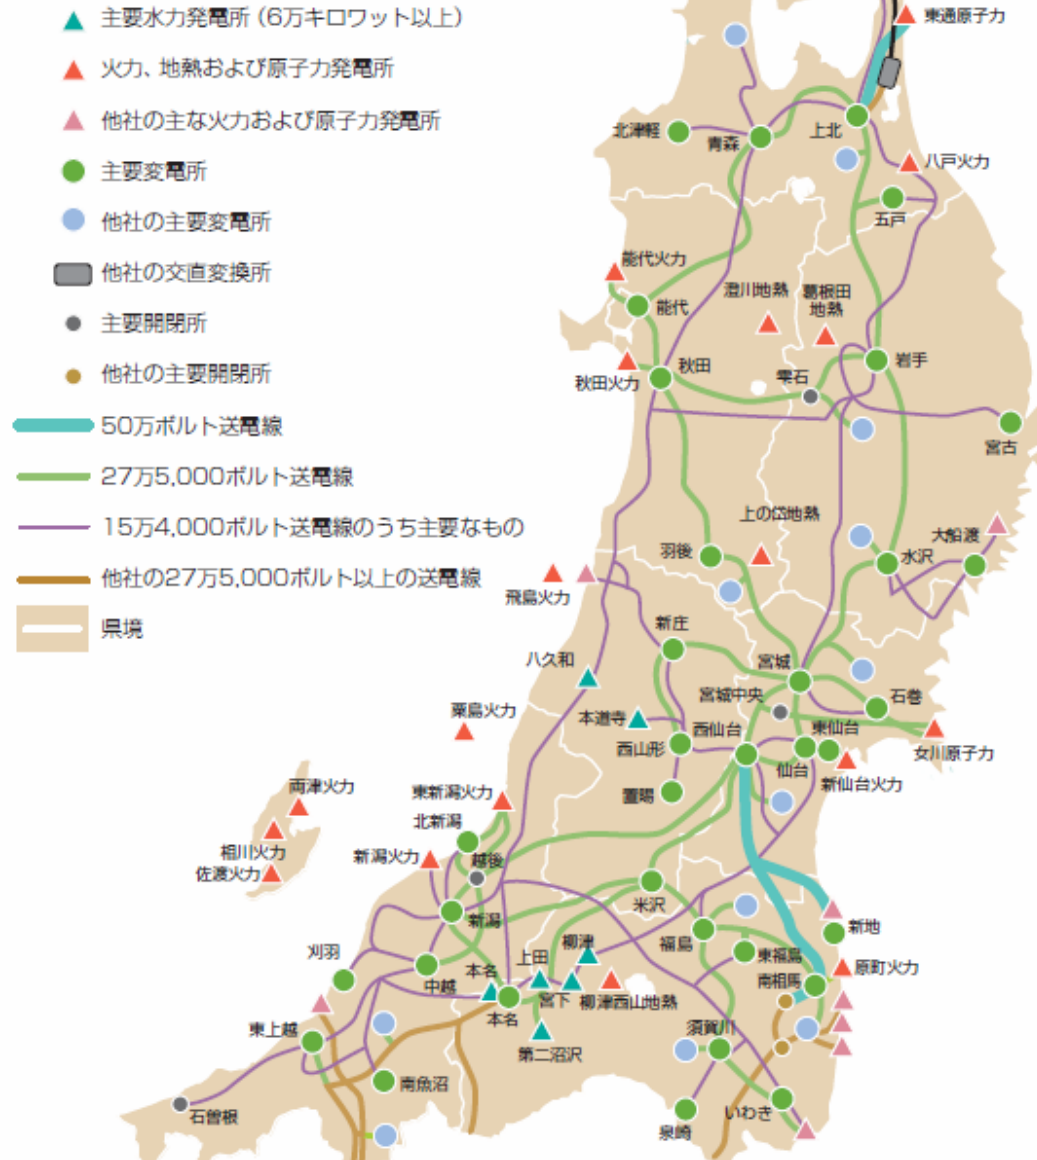 主要水力発電所（6万キロワット以上）
火力、地熱および原子力発電所
他社の主な火力および原子力発電所
主要変電所
他社の主要変電所
他社の交直変換所
主要開閉所
他社の主要開閉所
50万ボルト送電線
27万5,000ボルト送電線
15万4,000ボルト送電線のうち主要なもの
他社の27万5,000ボルト以上の送電線
県境
東通原子力
北津軽
青森
上北
八戸火力
五戸
能代火力
能代
澄川地熱
葛根田
地熱
秋田
秋田火力
雫石
岩手
宮古
上の岱地熱
大船渡
羽後
水沢
飛島火力
新庄
八久和
宮城
宮城中央
石巻
粟島火力
本道寺
西仙台
東仙台
西山形
仙台
女川原子力
新仙台火力
両津火力
東新潟火力
北新潟
相川火力
新潟火力
越後
佐渡火力
米沢
新潟
新地
福島
柳津
刈羽
上田
東福島
原町火力
中越
本名
南相馬
宮下
柳津西山地熱
本名
東上越
須賀川
第二沼沢
南魚沼
石曽根
いわき
泉崎